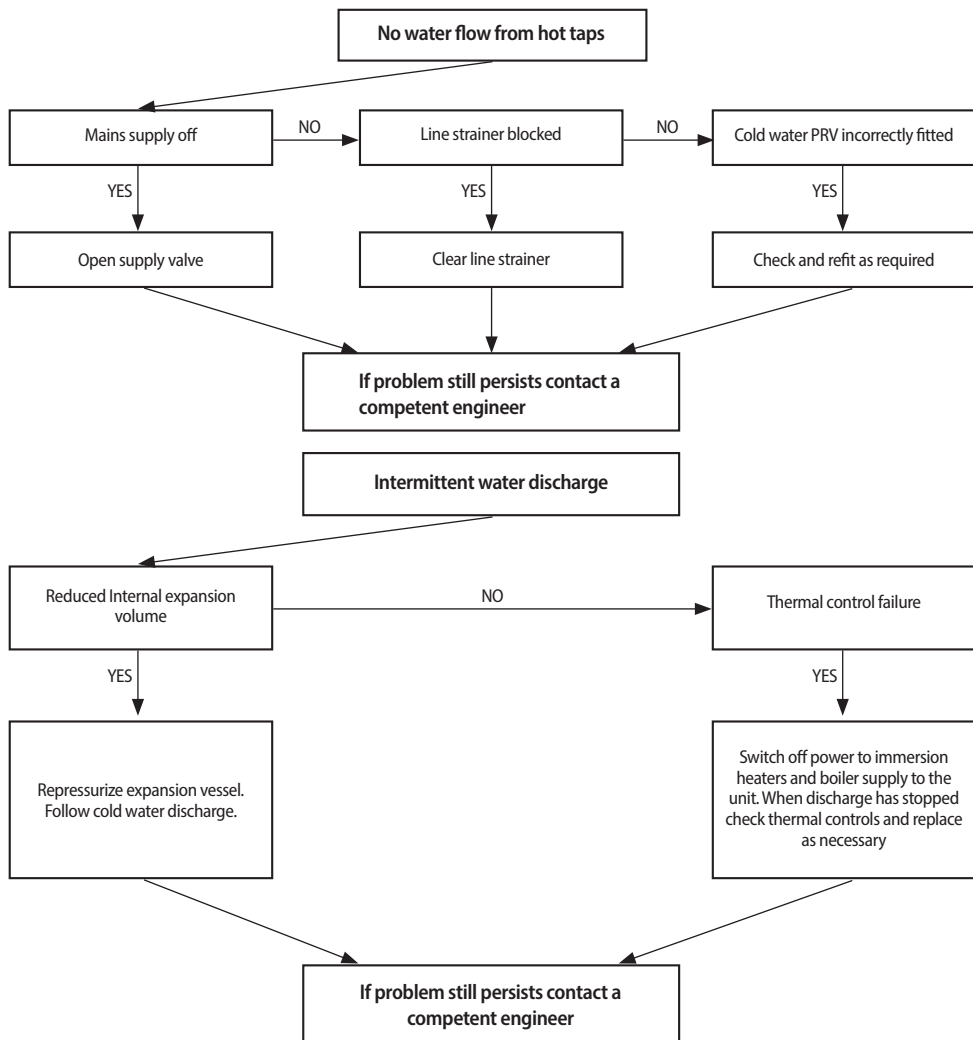 No water flow from hot taps
Mains supply off
NO
Line strainer blocked
NO
Cold water PRV incorrectly fitted
YES
YES
YES
Open supply valve
Clear line strainer
Check and refit as required
If problem still persists contact a
competent engineer
Intermittent water discharge
Reduced Internal expansion
volume
NO
Thermal control failure
YES
YES
Repressurize expansion vessel.
Follow cold water discharge.
Switch off power to immersion
heaters and boiler supply to the
unit. When discharge has stopped
check thermal controls and replace
as necessary
If problem still persists contact a
competent engineer